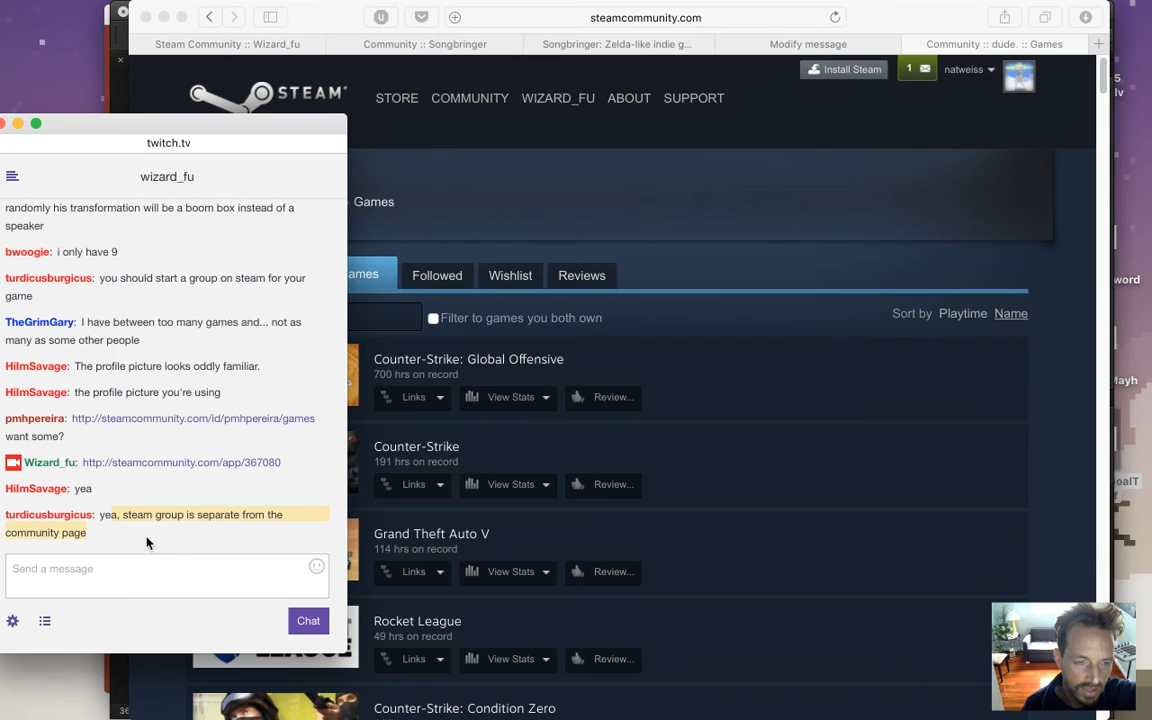 steamcommunity.com
Steam Community :: Wizard_fu
Community :: Songbringer
Songbringer: Zelda-like indie g...
Modify message
Community :: dude. :: Games
Install Steam
1
natweiss
STEAM
STORE COMMUNITY WIZARD_FU ABOUT SUPPORT
twitch.tv
wizard_fu
randomly his transformation will be a boom box instead of a
speaker
bwoogie: i only have 9
turdicusburgicus: you should start a group on steam for your
game
TheGrimGary: I have between too many games and... not as
many as some other people
HilmSavage: The profile picture looks oddly familiar.
HilmSavage: the profile picture you're using
pmhpereira: http://steamcommunity.com/id/pmhpereira/games
want some?
Wizard_fu: http://steamcommunity.com/app/367080
HilmSavage: yea
turdicusburgicus: yea, steam group is separate from the
community page
Send a message
Chat
Games
ames
Followed
Wishlist
Reviews
Filter to games you both own
Sort by Playtime Name
Counter-Strike: Global Offensive
700 hrs on record
Links View Stats Review...
Counter-Strike
191 hrs on record
Links View Stats Review...
Grand Theft Auto V
114 hrs on record
Links View Stats Review...
Rocket League
49 hrs on record
Links View Stats Review...
Counter-Strike: Condition Zero
36
5
lv
word
Mayh
oalT